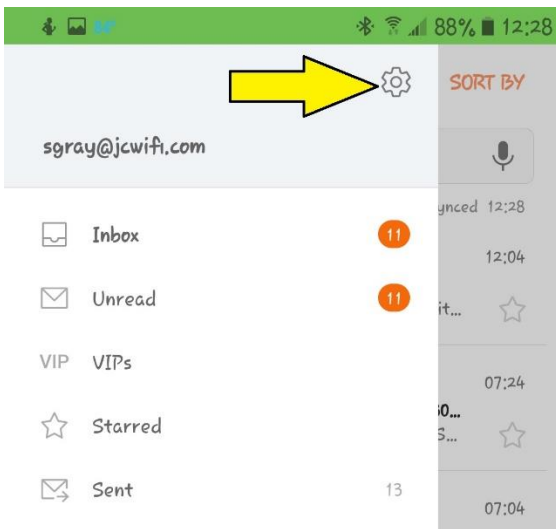 88% 12:28
SORT BY
sgray@jcwifi.com
ynced 12:28
Inbox 11
12:04
Unread 11
it...
VIP VIPs
07:24
Starred
S...
Sent 13
07:04